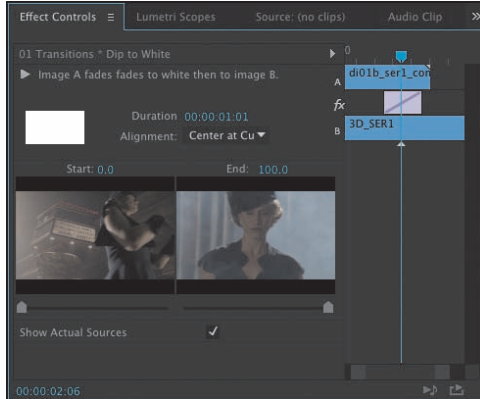 Effect Controls Lumetri Scopes Source: (no clips) Audio Clip
01 Transitions * Dip to White 0
Image A fades fades to white then to image B.
A di01b_ser1_con
fx
B 3D_SER1
Duration 00:00:01:01
Alignment: Center at Cu
Start: 0.0 End: 100.0
Show Actual Sources
00:00:02:06